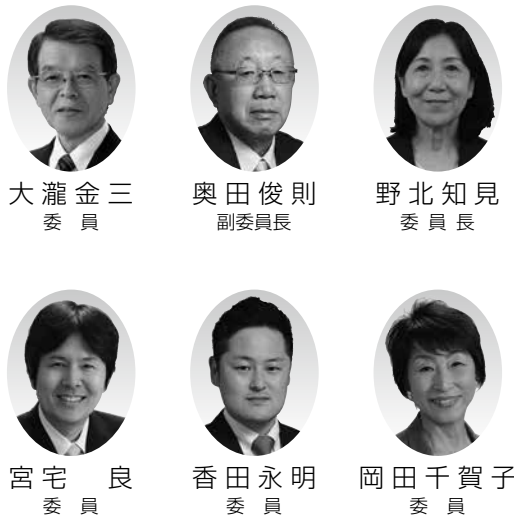 大瀧金三 奥田俊則 野北知見
委員 副委員長 委員長
宮宅 良 香田永明 岡田千賀子
委員 委員 委員